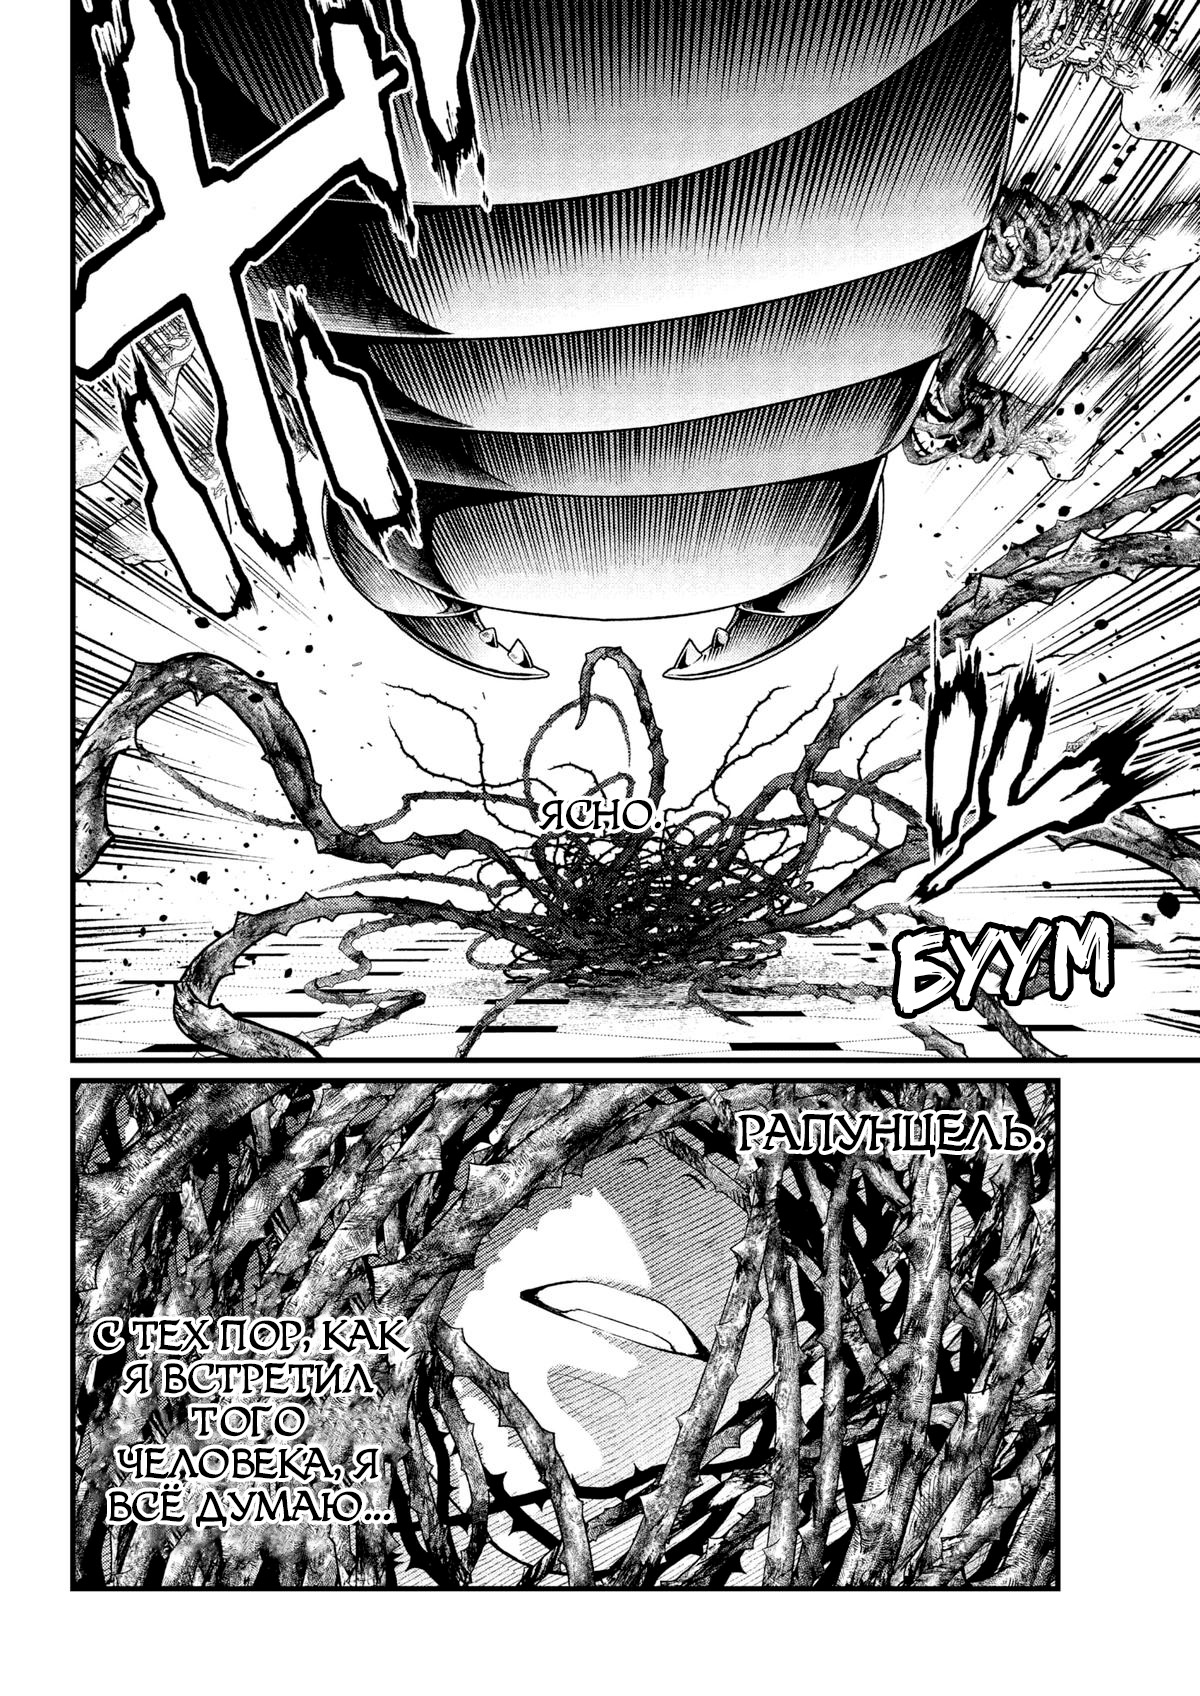 ЯСНО.
БУУМ
РАПУНЦЕЛЬ.
С ТЕХ ПОР, КАК
Я ВСТРЕТИЛ
ТОГО
ЧЕЛОВЕКА, Я
ВСЁ ДУМАЮ...